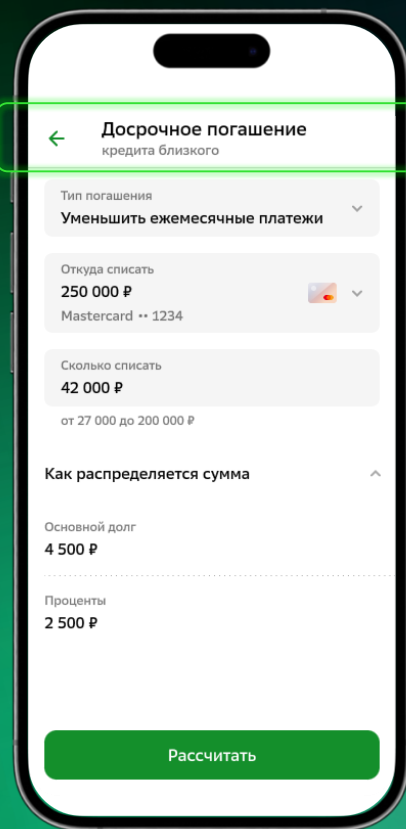 Досрочное погашение
кредита близкого
Тип погашения
Уменьшить ежемесячные платежи
Откуда списать
250 000 ₽
Mastercard •• 1234
Сколько списать
42 000 ₽
от 27 000 до 200 000 ₽
Как распределяется сумма
Основной долг
4 500 ₽
Проценты
2 500 ₽
Рассчитать